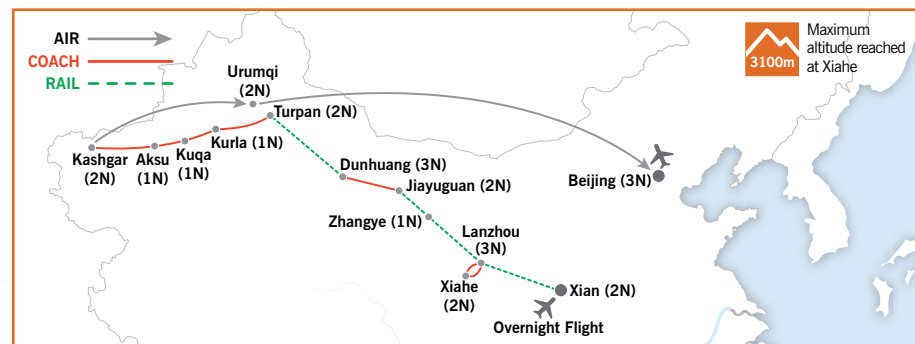 AIR
COACH
RAIL
Maximum
altitude reached
at Xiahe
3100m
Urumqi
(2N)
Turpan (2N)
Kashgar
(2N)
Aksu
(1N)
Kuqa
(1N)
Kurla (1N)
Dunhuang (3N)
Jiayuguan (2N)
Beijing (3N)
Zhangye (1N)
Lanzhou
(3N)
Xiahe
(2N)
Xian (2N)
Overnight Flight